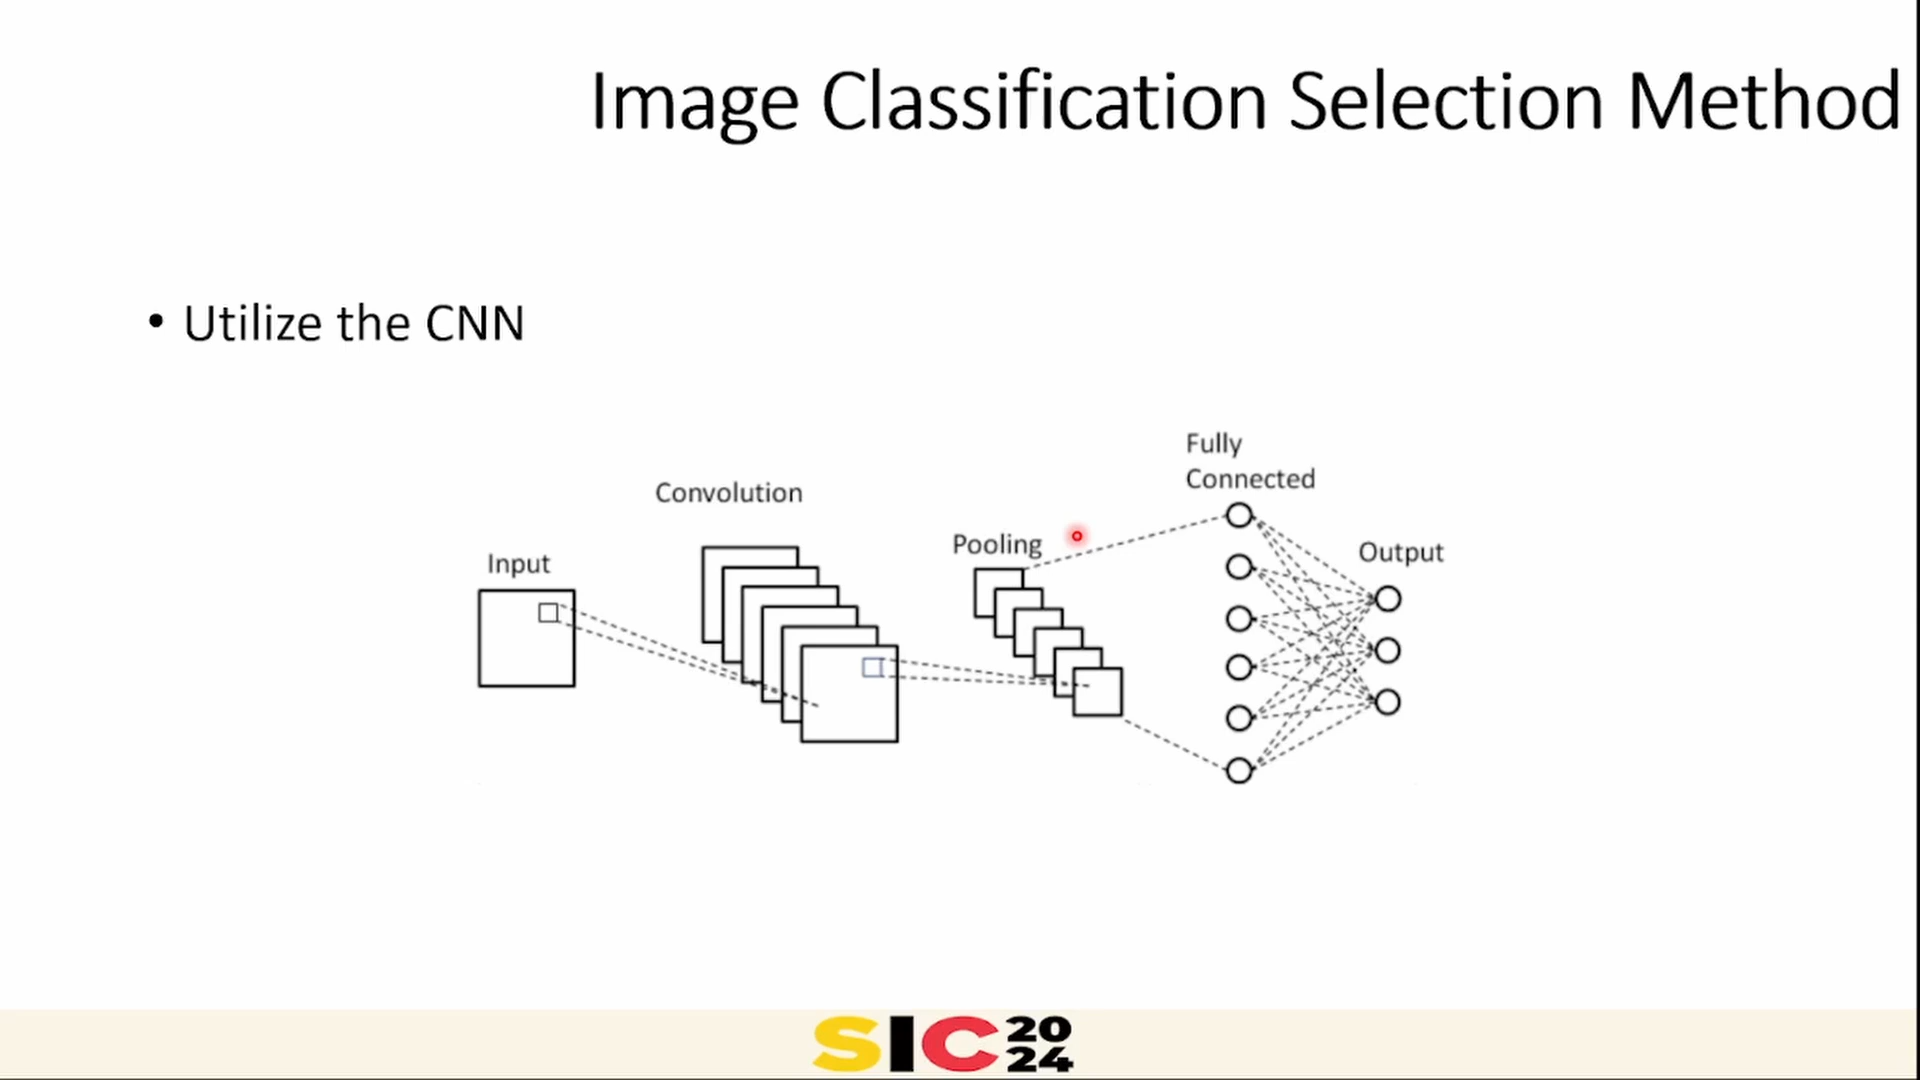 Image Classification Selection Method
• Utilize the CNN
Fully
Connected
Convolution
Pooling
Output
Input
SIC 20
24